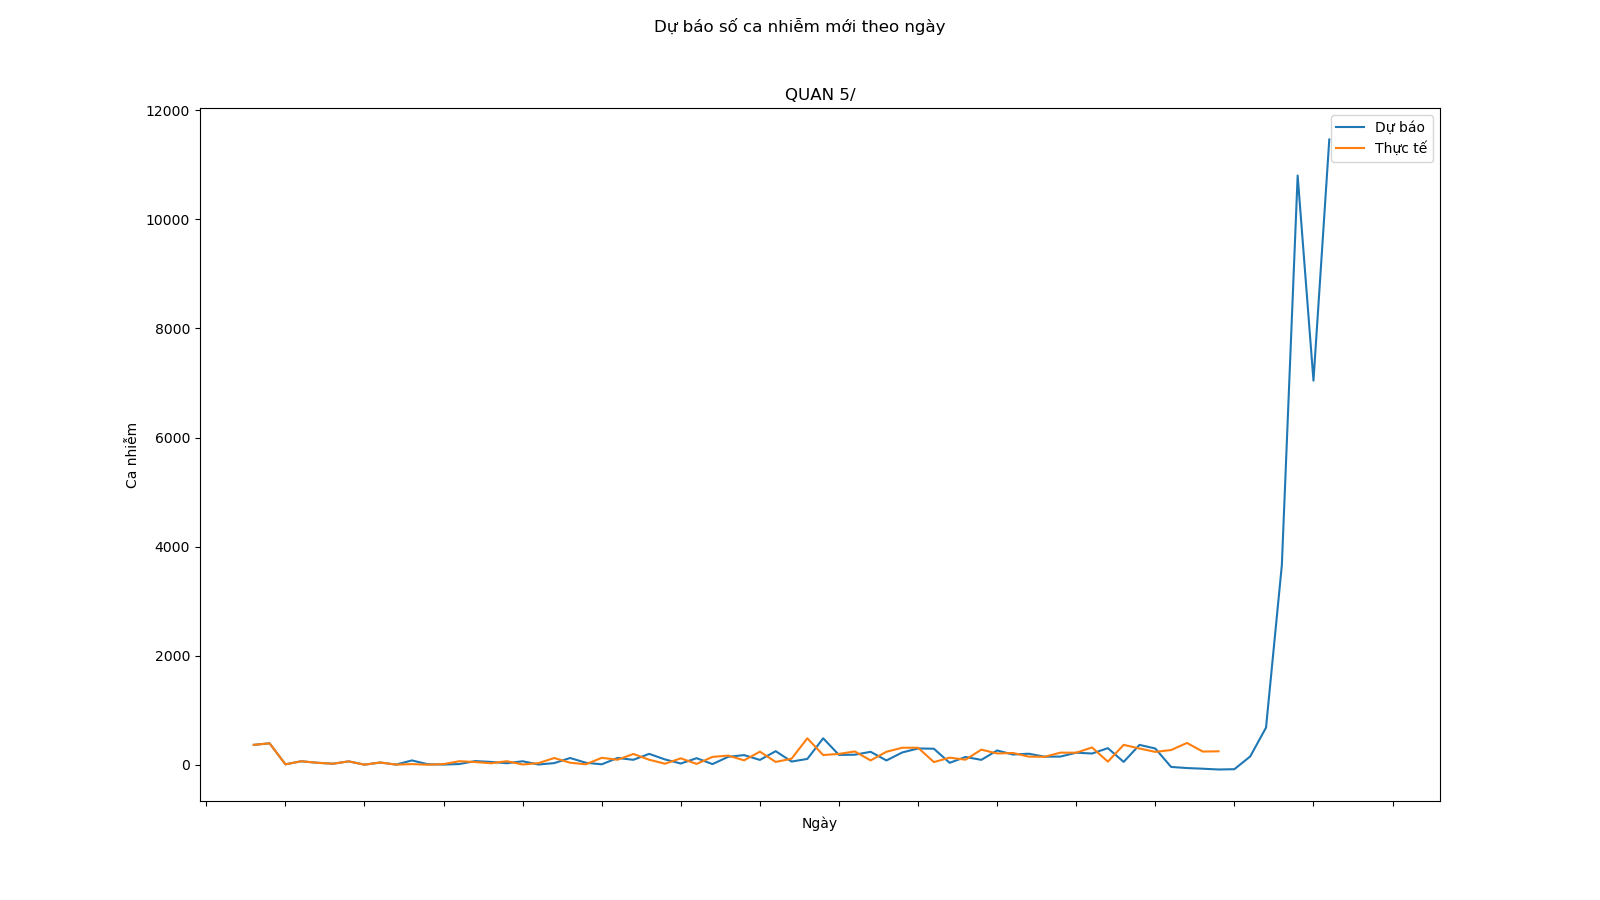 Dự báo số ca nhiễm mới theo ngày
QUAN 5/
12000
10000
8000
6000
4000
2000
0
Ca nhiễm
Dự báo
Thực tế
Ngày